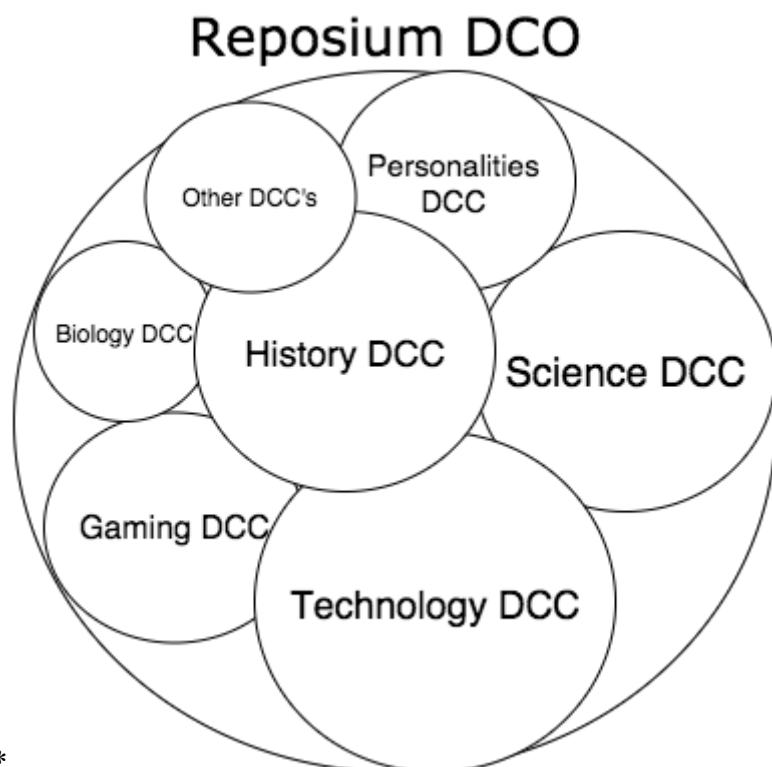 Reposium DCO
Personalities
DCC
Other DCC's
Biology DCC
History DCC
Science DCC
Gaming DCC
Technology DCC
*